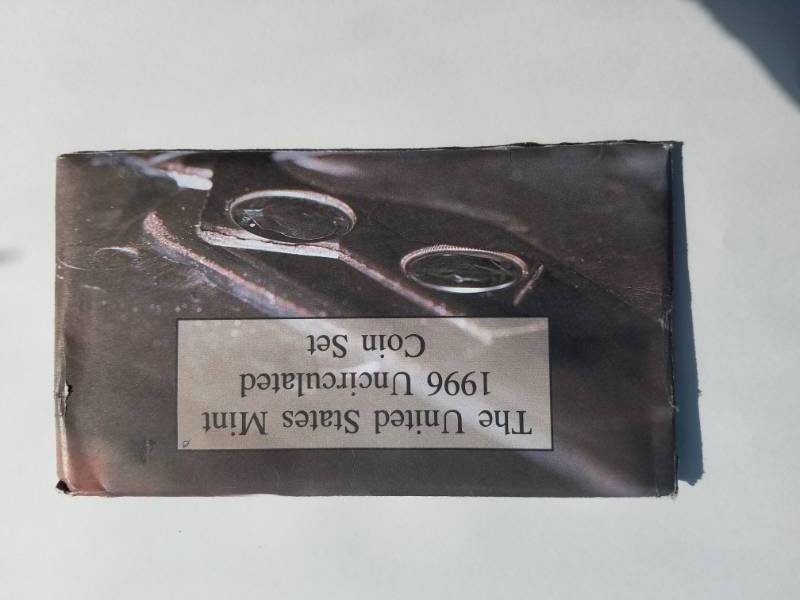 The United States Mint
1996 Uncirculated
Coin Set